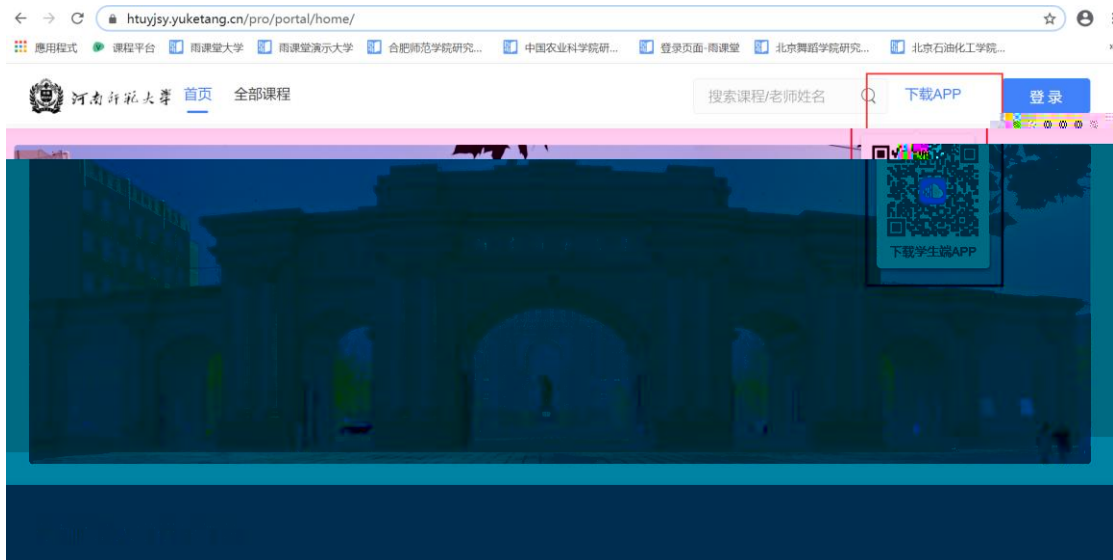 htuyjsy.yuketang.cn/pro/portal/home/
應用程式 课程平台 雨课堂大学 雨课堂演示大学 合肥师范学院研究... 中国农业科学院研... 登录页面-雨课堂 北京舞蹈学院研究... 北京石油化工学院...
河南师范大学 首页 全部课程 搜索课程/老师姓名 下载APP 登录
下载学生端APP